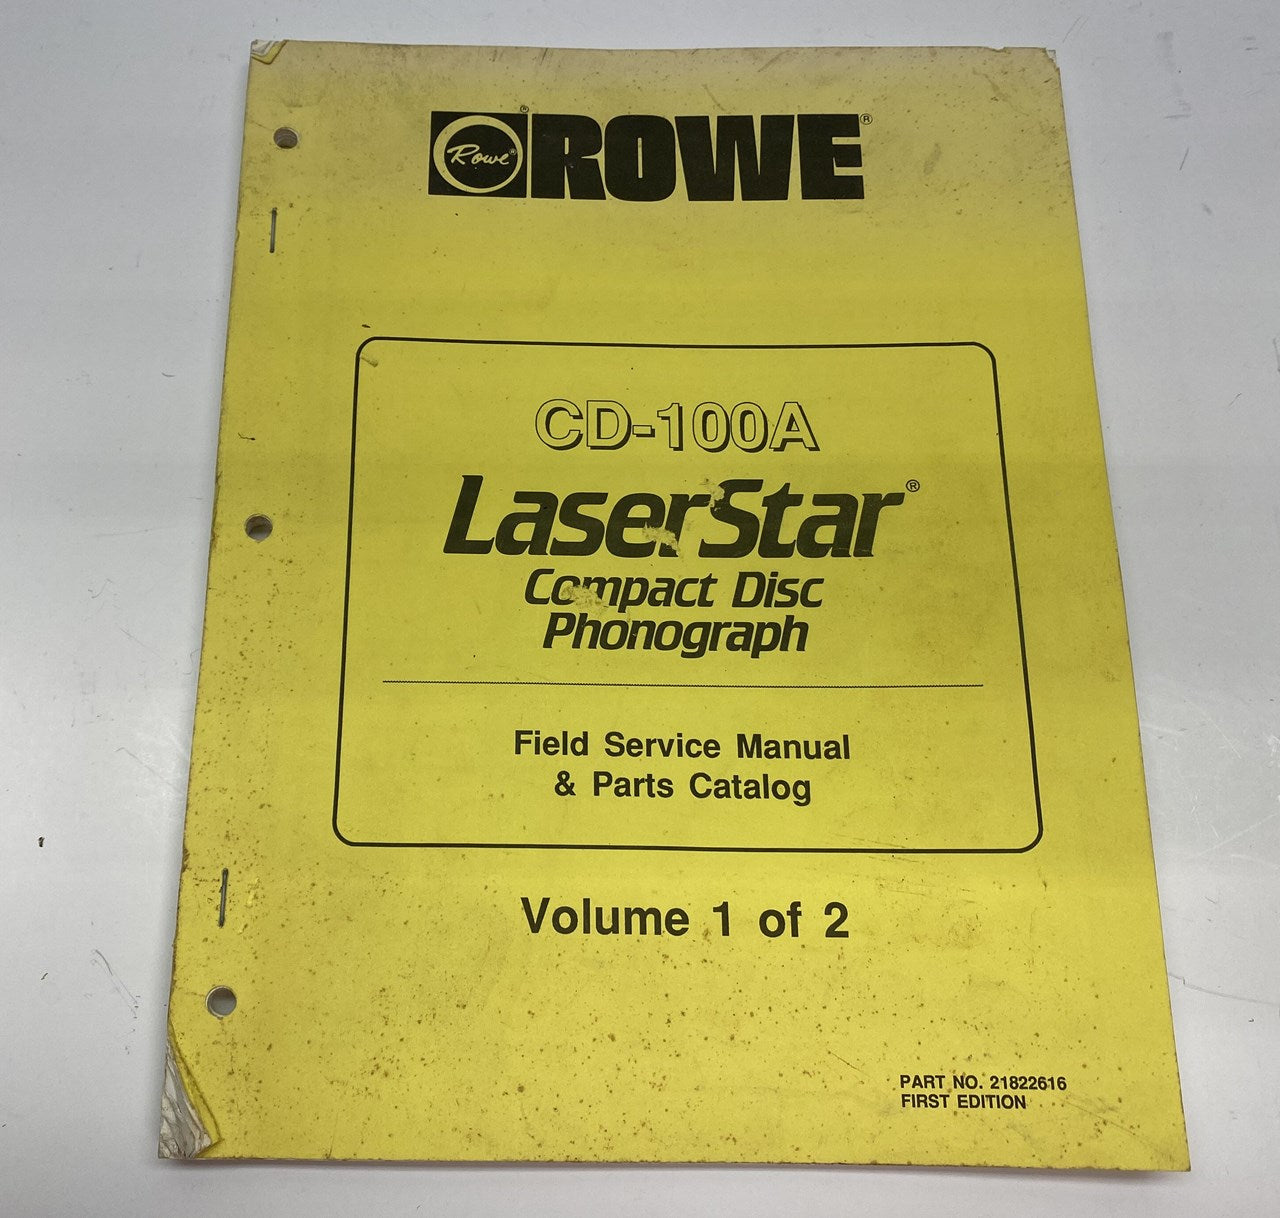 Rowe® ® ROWE®
CD-100A
LaserStar®
Compact Disc
Phonograph
Field Service Manual
& Parts Catalog
Volume 1 of 2
PART NO. 21822616
FIRST EDITION